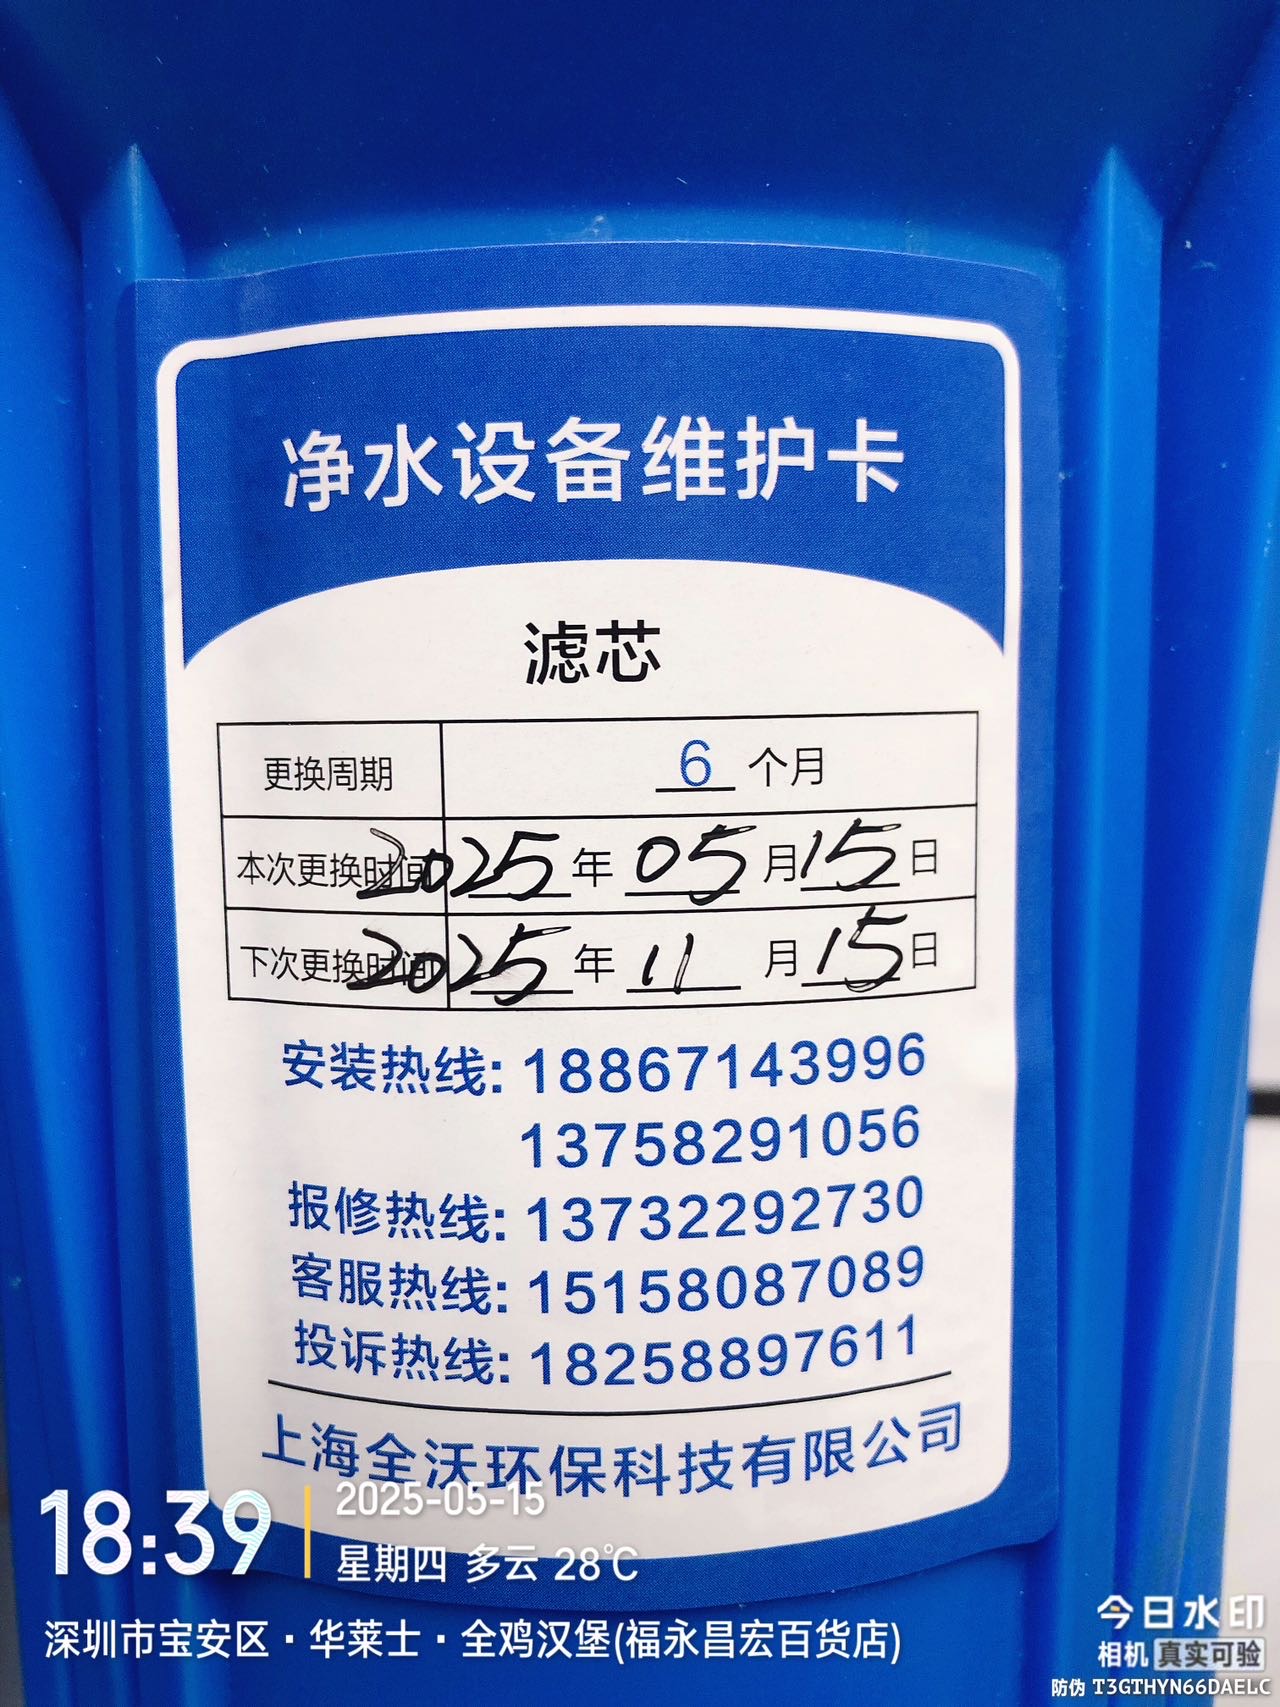 净水设备维护卡
滤芯
更换周期 6 个月
本次更换时间 2025 年 05 月 15 日
下次更换时间 2025 年 11 月 15 日
安装热线: 18867143996
13758291056
报修热线: 13732292730
客服热线: 15158087089
投诉热线: 18258897611
上海全沃环保科技有限公司
18:39
2025-05-15
星期四 多云 28℃
深圳市宝安区·华莱士·全鸡汉堡(福永昌宏百货店)
今日水印
相机 真实可验
防伪 T3GTHYN66DAELC